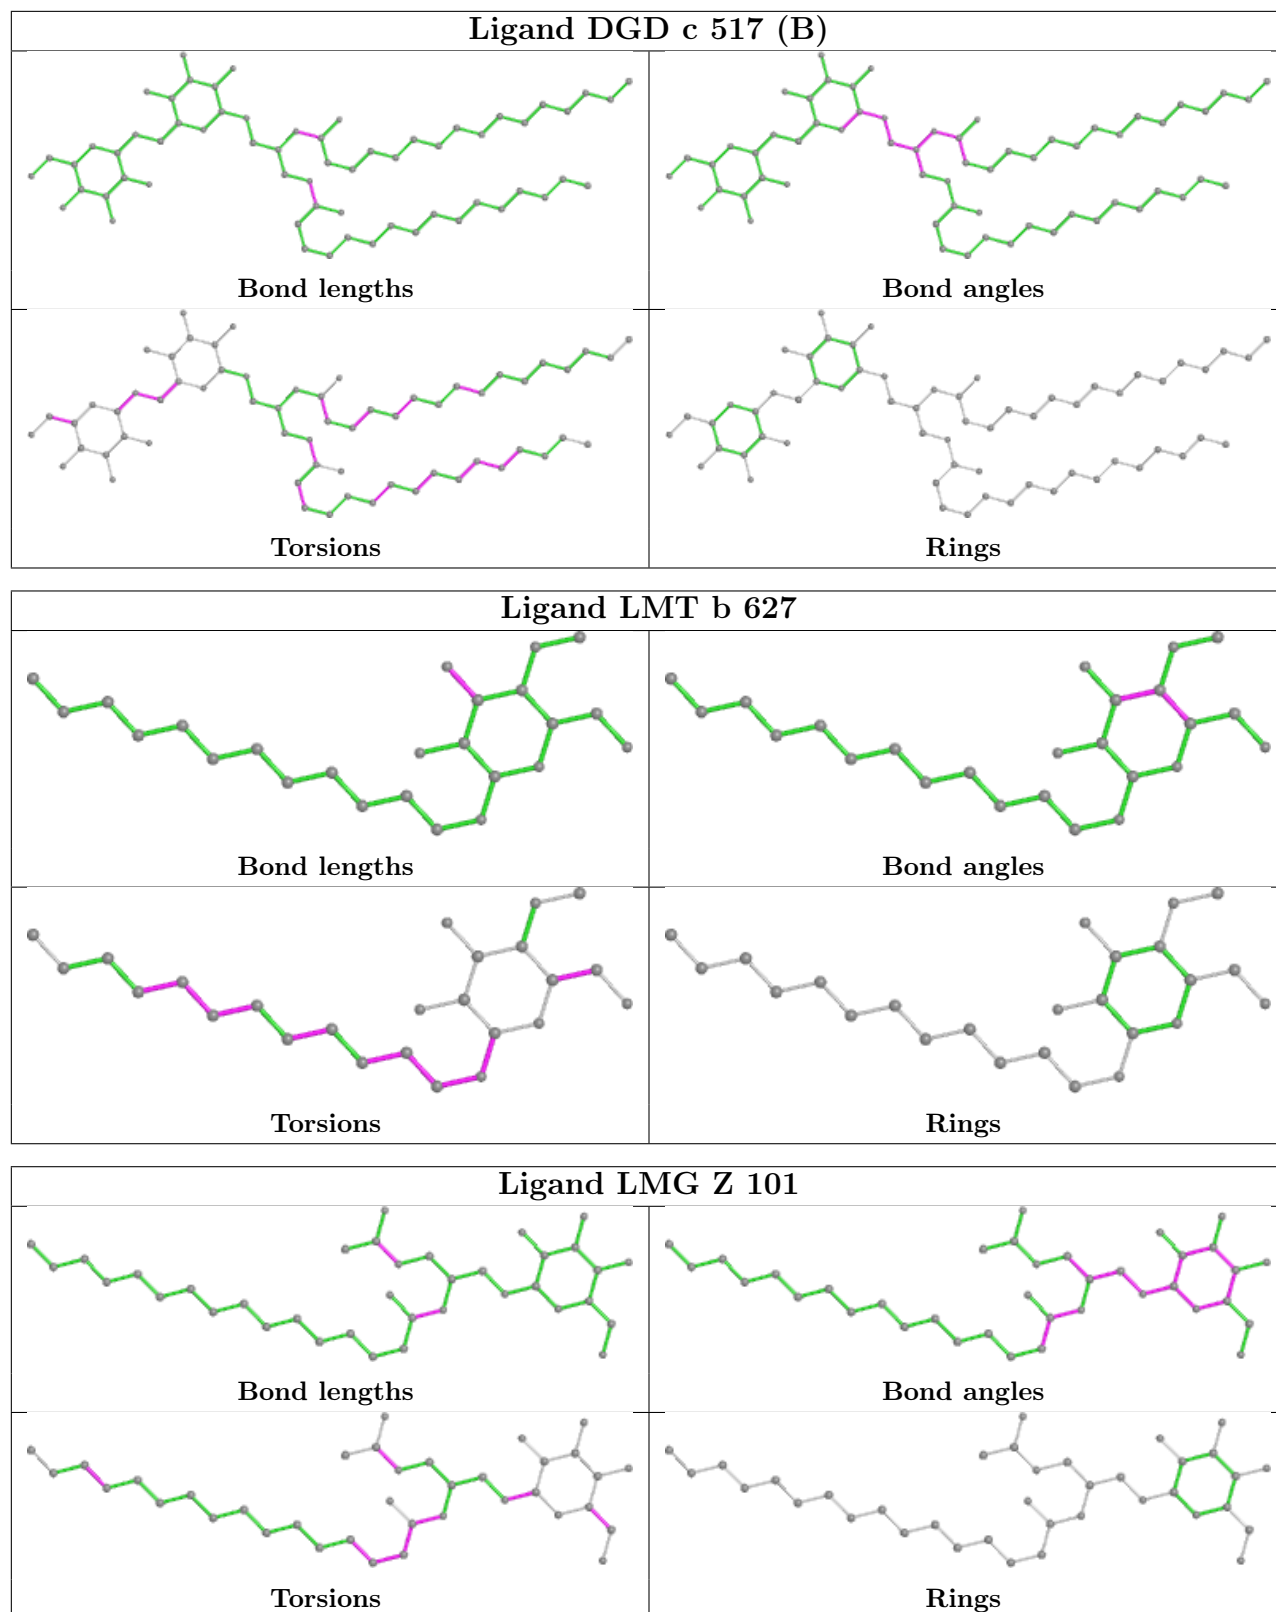 Ligand DGD c 517 (B)
Bond lengths
Bond angles
Torsions
Rings
Ligand LMT b 627
Bond lengths
Bond angles
Torsions
Rings
Ligand LMG Z 101
Bond lengths
Bond angles
Torsions
Rings